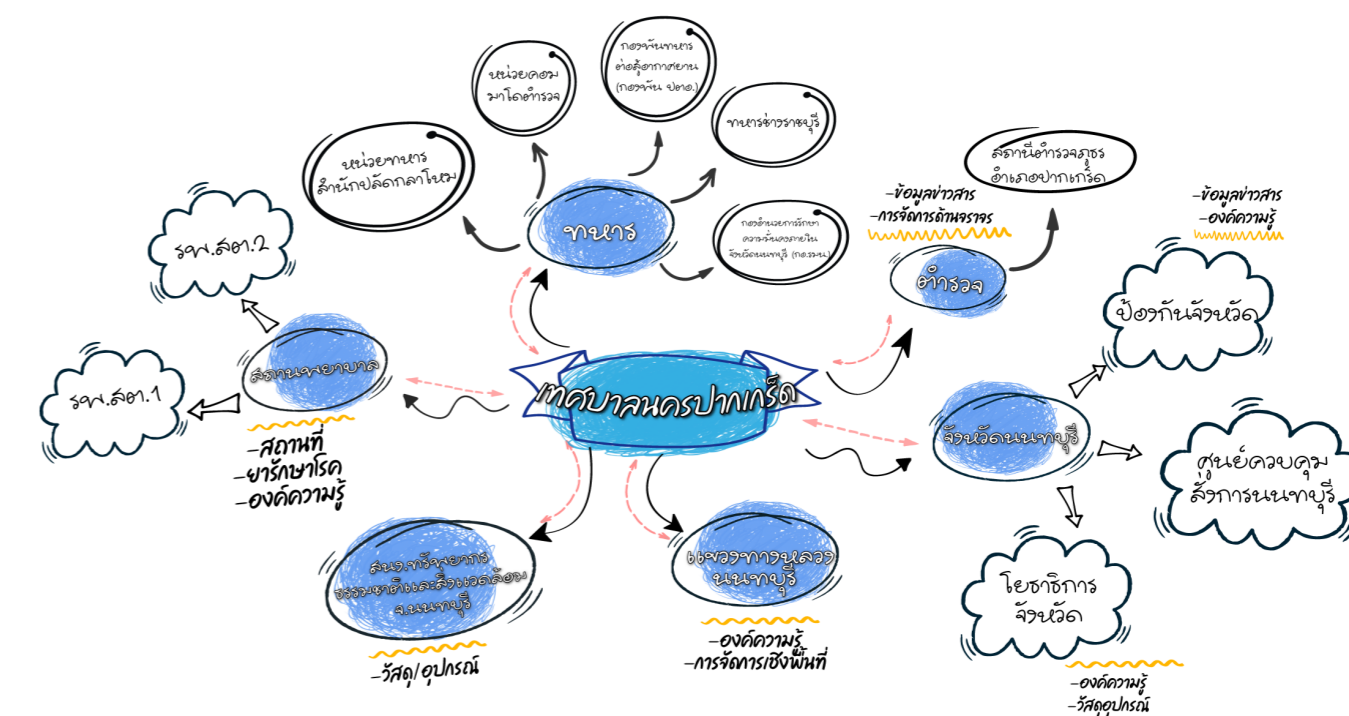 กองพันทหาร
ต่อสู้อากาศยาน
(กองพัน ปตอ.)
หน่วยคอม
มาโดตำรวจ
ทหารช่างราชบุรี
หน่วยทหาร
สำนักปลัดกลาโหม
สถานีตำรวจภูธร
อำเภอปากเกร็ด
-ข้อมูลข่าวสาร
-การจัดการด้านจราจร
-ข้อมูลข่าวสาร
-องค์ความรู้
ทหาร
กองอำนวยการรักษา
ความมั่นคงภายใน
จังหวัดนนทบุรี (กอ.รมน.)
รพ.สต.2
ตำรวจ
ป้องกันจังหวัด
สถานพยาบาล
รพ.สต.1
เทศบาลนครปากเกร็ด
จังหวัดนนทบุรี
-สถานที่
-ยารักษาโรค
-องค์ความรู้
ศูนย์ควบคุม
สั่งการนนทบุรี
สนง.ทรัพยากร
ธรรมชาติและสิ่งแวดล้อม
จ.นนทบุรี
แขวงทางหลวง
นนทบุรี
โยธาธิการ
จังหวัด
-วัสดุ/อุปกรณ์
-องค์ความรู้
-การจัดการเชิงพื้นที่
-องค์ความรู้
-วัสดุอุปกรณ์